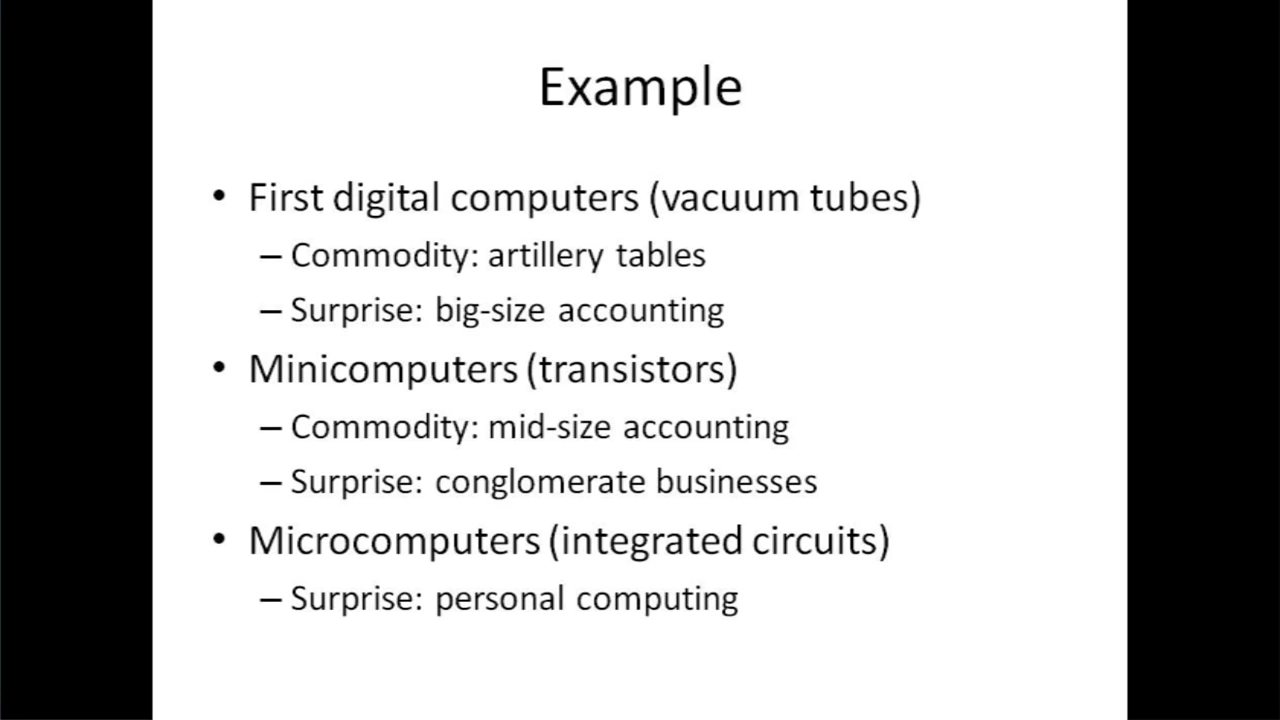 Example
• First digital computers (vacuum tubes)
– Commodity: artillery tables
– Surprise: big-size accounting
• Minicomputers (transistors)
– Commodity: mid-size accounting
– Surprise: conglomerate businesses
• Microcomputers (integrated circuits)
– Surprise: personal computing